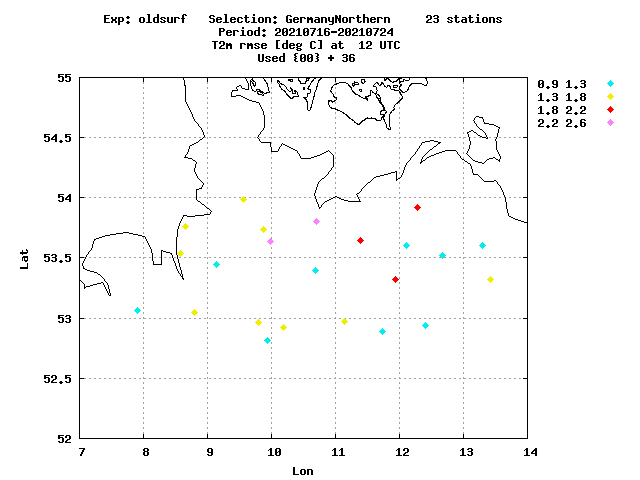 Exp: oldsurf   Selection: GermanyNorthern     23 stations
Period: 20210716-20210724
T2m rmse [deg C] at  12 UTC
Used {00} + 36
0.9 1.3
1.3 1.8
1.8 2.2
2.2 2.6
55
54.5
54
53.5
53
52.5
52
Lat
7 8 9 10 11 12 13 14
Lon